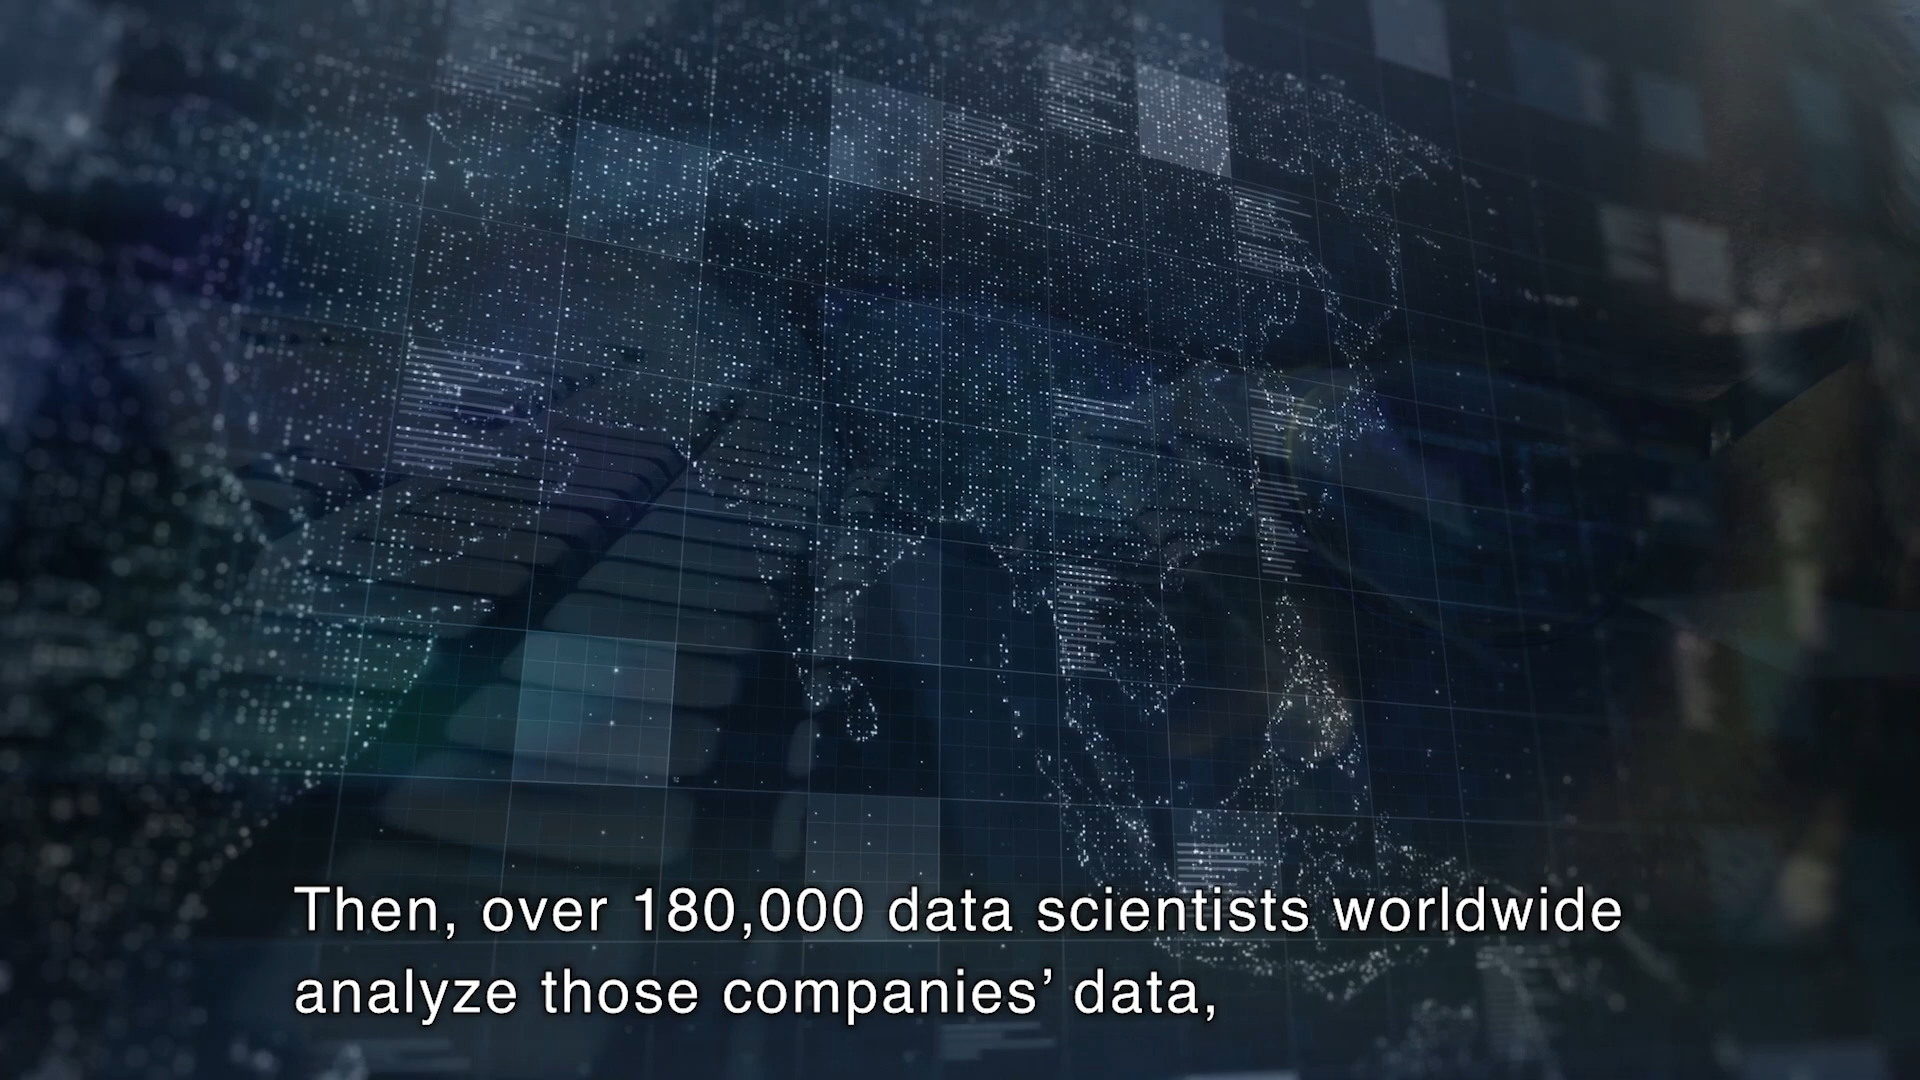 Then, over 180,000 data scientists worldwide
analyze those companies’ data,